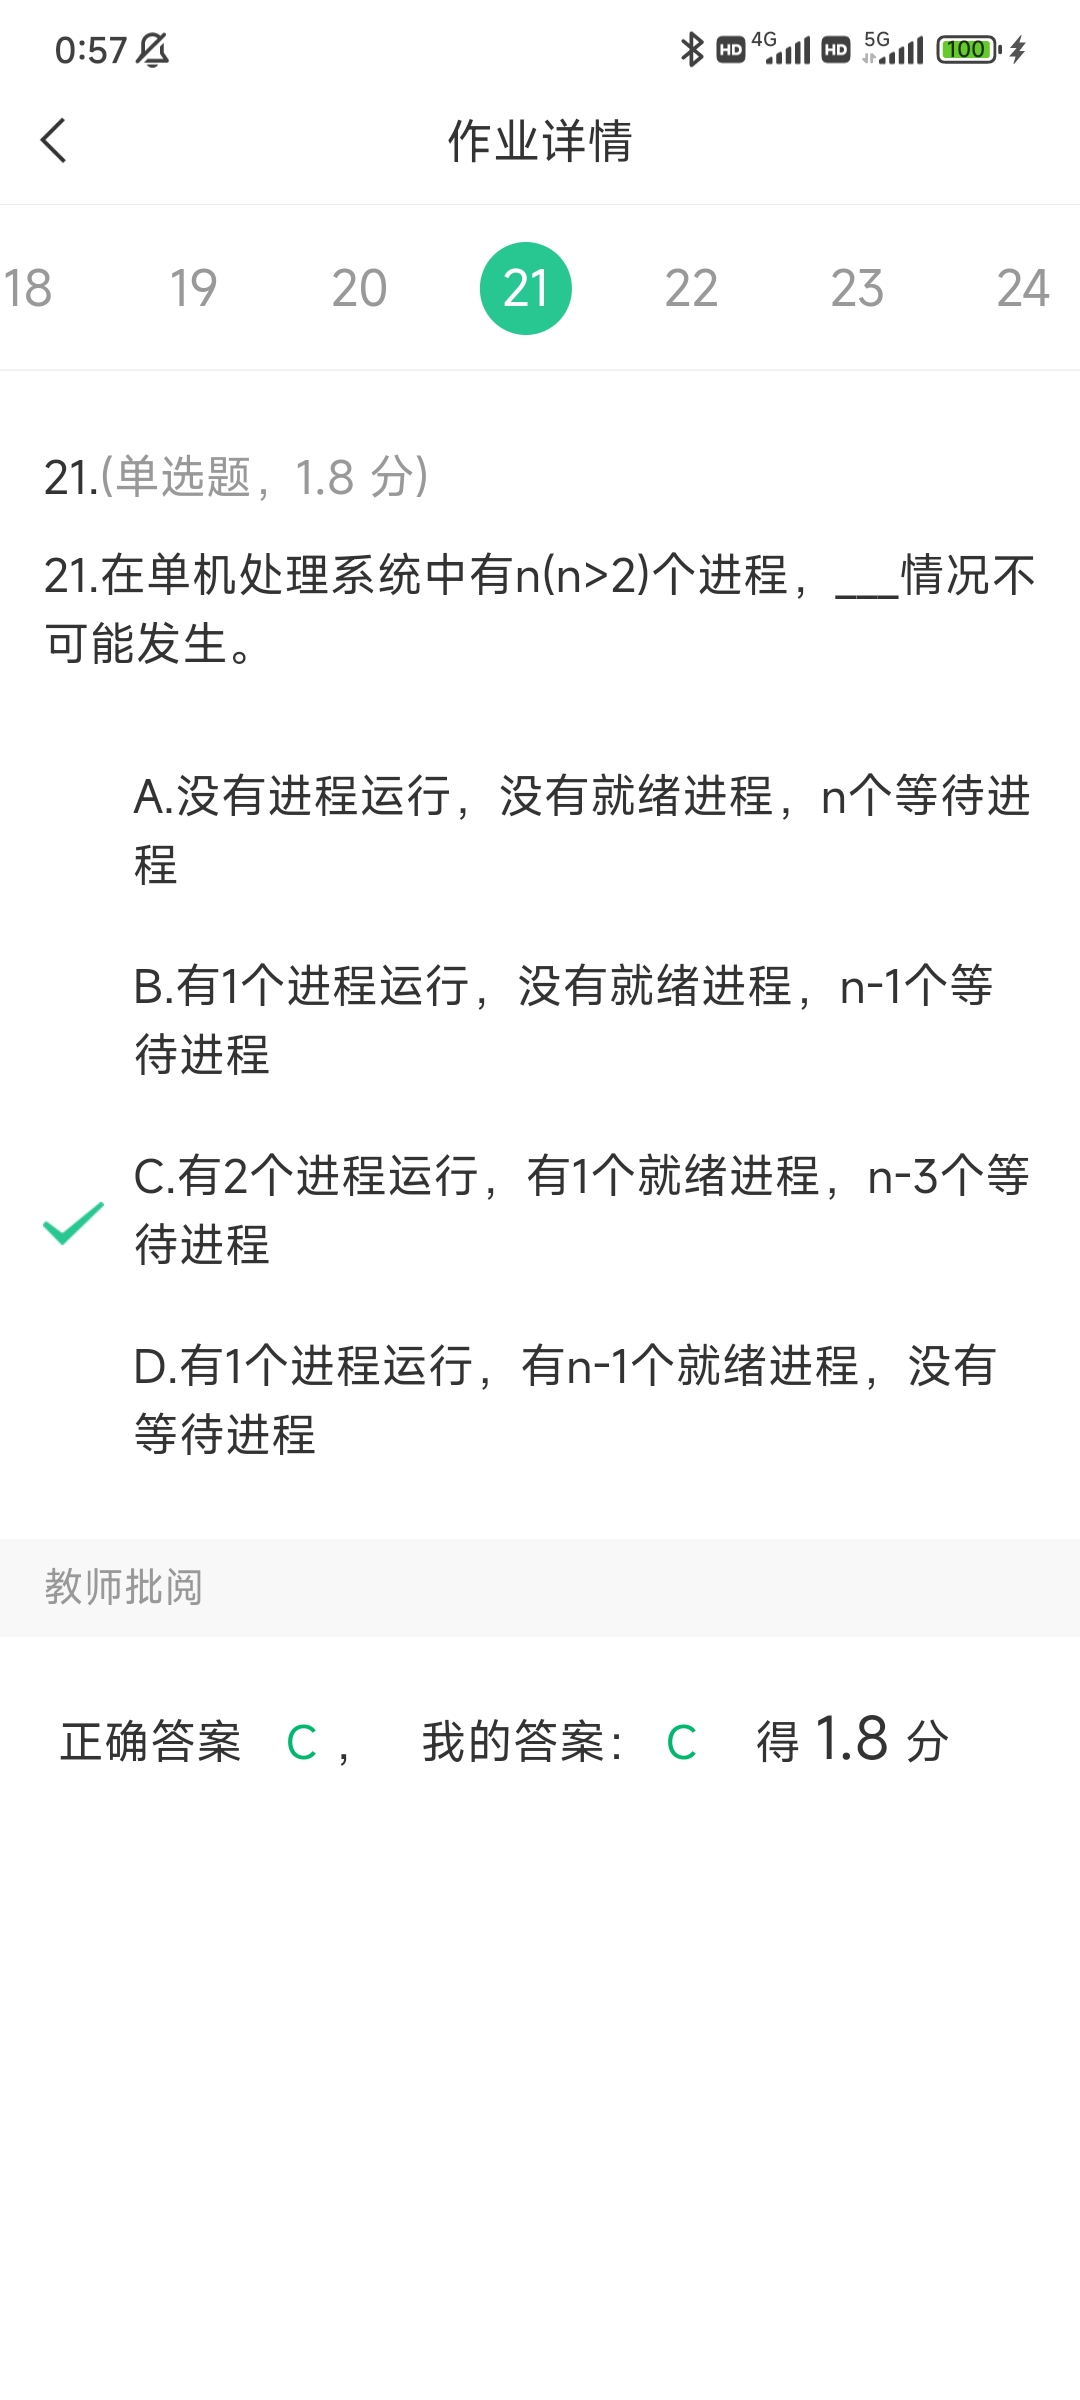 0:57 HD 4G HD 5G 100
作业详情
18 19 20 21 22 23 24
21.(单选题，1.8 分)
21.在单机处理系统中有n(n>2)个进程，___情况不
可能发生。
A.没有进程运行，没有就绪进程，n个等待进
程
B.有1个进程运行，没有就绪进程，n-1个等
待进程
C.有2个进程运行，有1个就绪进程，n-3个等
待进程
D.有1个进程运行，有n-1个就绪进程，没有
等待进程
教师批阅
正确答案 C ， 我的答案： C 得 1.8 分